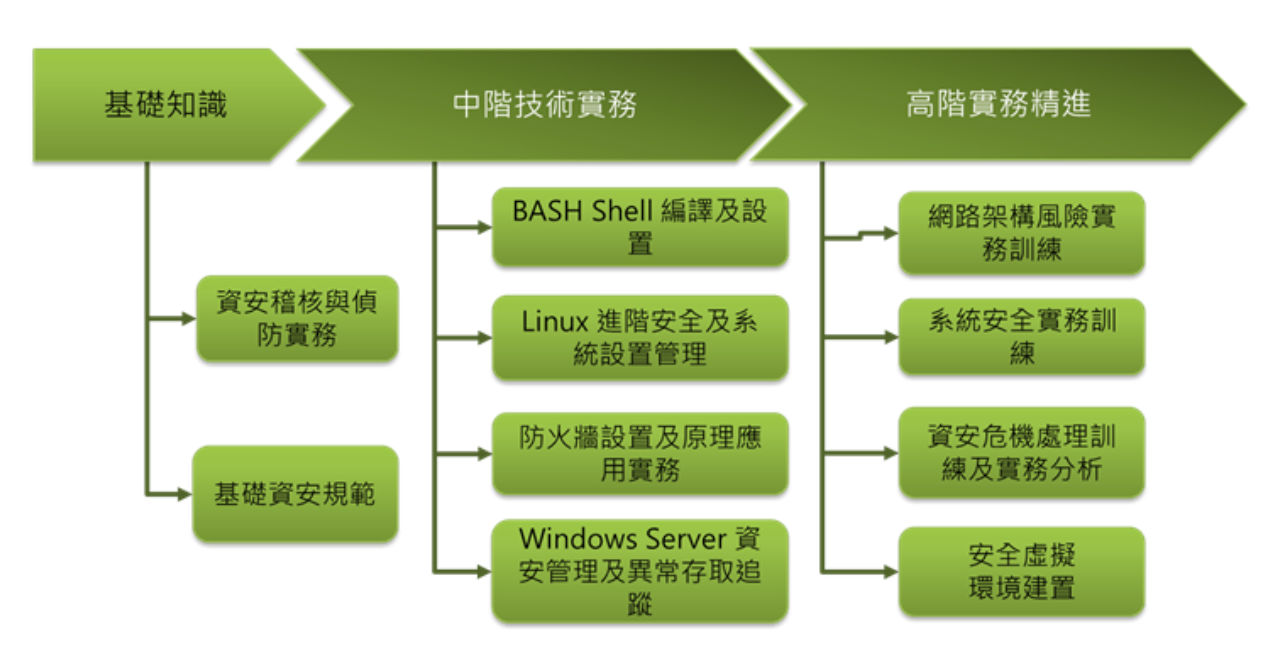 基礎知識
中階技術實務
高階實務精進
資安稽核與偵
防實務
基礎資安規範
BASH Shell 編譯及設
置
Linux 進階安全及系
統設置管理
防火牆設置及原理應
用實務
Windows Server 資
安管理及異常存取追
蹤
網路架構風險實
務訓練
系統安全實務訓
練
資安危機處理訓
練及實務分析
安全虛擬
環境建置